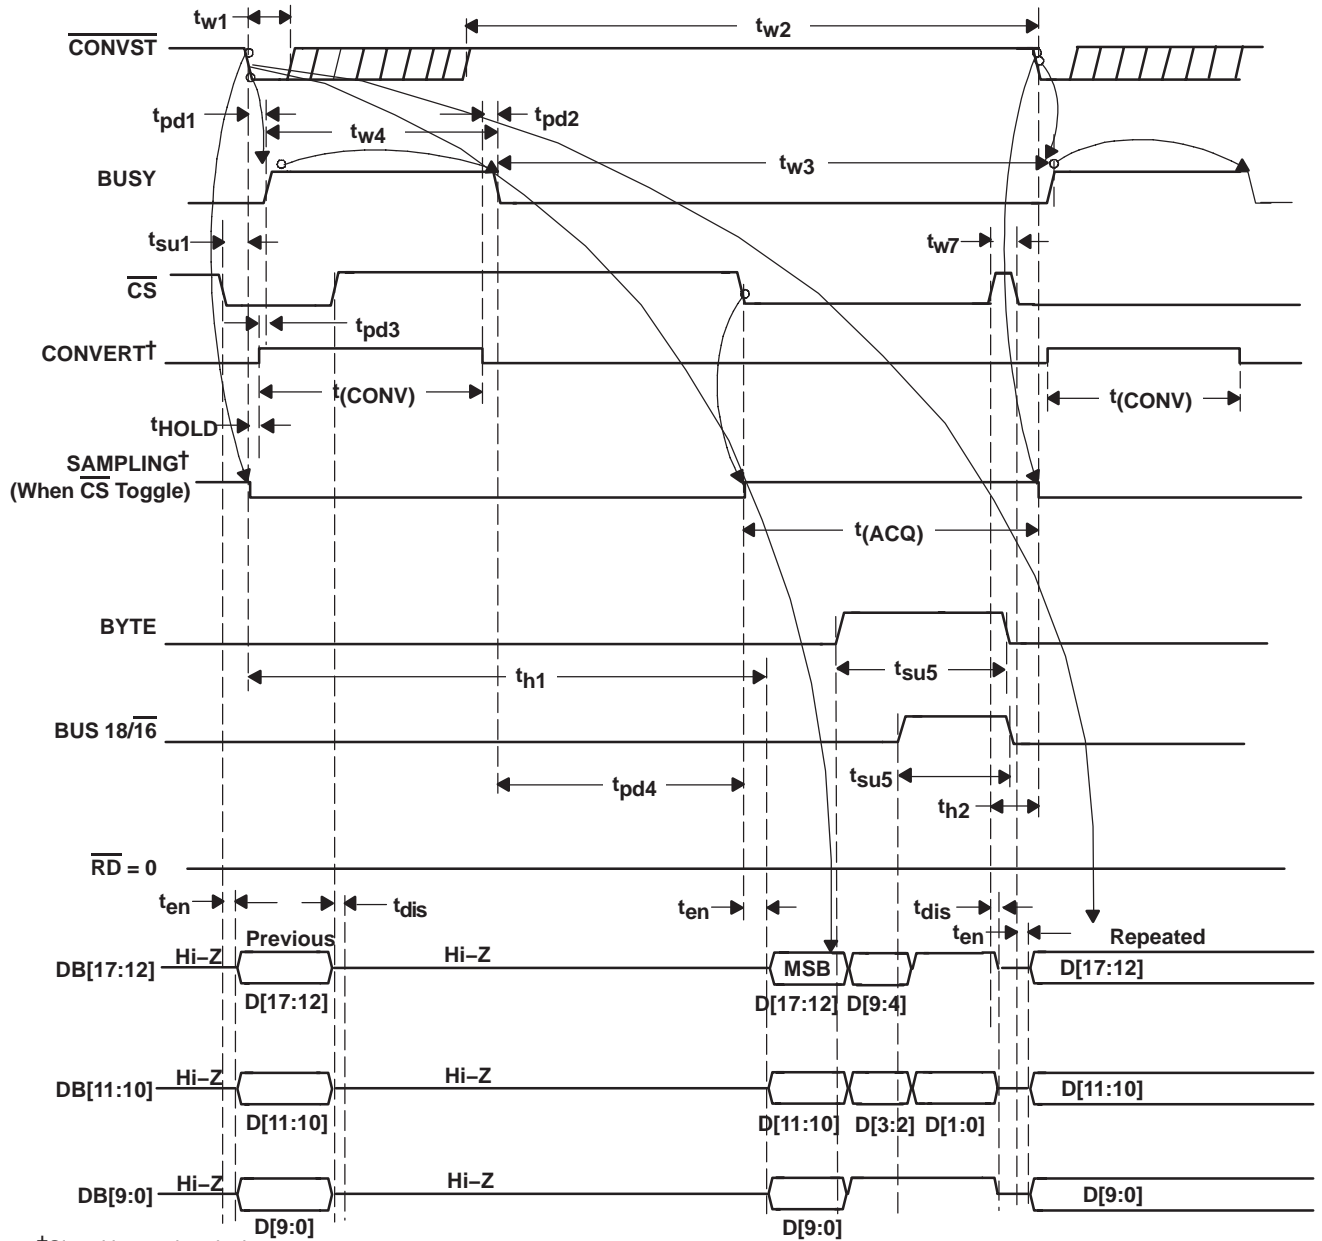 tw1
tw2
CONVST
tpd1
tw4
tpd2
tw3
BUSY
tsu1
tw7
CS
tpd3
CONVERT†
t(CONV)
t(CONV)
tHOLD
SAMPLING†
(When CS Toggle)
t(ACQ)
BYTE
th1
tsu5
BUS 18/16
tsu5
tpd4
th2
RD = 0
ten
tdis
ten
tdis
ten
Previous
Repeated
DB[17:12]
Hi–Z
Hi–Z
MSB
D[17:12]
D[17:12]
D[17:12]
D[9:4]
DB[11:10]
Hi–Z
Hi–Z
D[11:10]
D[11:10]
D[11:10]
D[3:2]
D[1:0]
DB[9:0]
Hi–Z
Hi–Z
D[9:0]
D[9:0]
D[9:0]